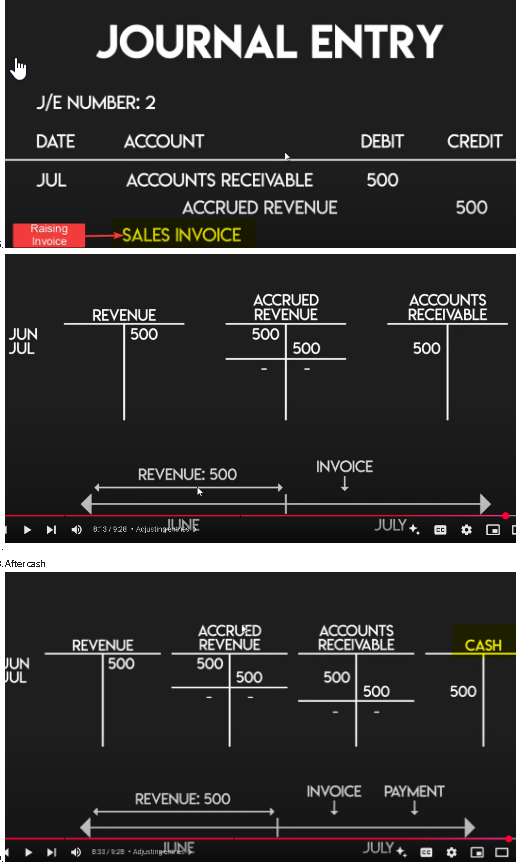 JOURNAL ENTRY
J/E NUMBER: 2
DATE ACCOUNT DEBIT CREDIT
JUL ACCOUNTS RECEIVABLE 500
ACCRUED REVENUE 500
Raising Invoice SALES INVOICE
REVENUE ACCRUED REVENUE ACCOUNTS RECEIVABLE
JUN 500 500
JUL 500 500
- -
REVENUE: 500 INVOICE
JUNE JULY
8:13 / 9:28 • Adjusting entries
CC
After cash
REVENUE ACCRUED REVENUE ACCOUNTS RECEIVABLE CASH
JUN 500 500
JUL 500 500
500 500
- -
- -
REVENUE: 500 INVOICE PAYMENT
JUNE JULY
8:33 / 9:28 • Adjusting entries
CC